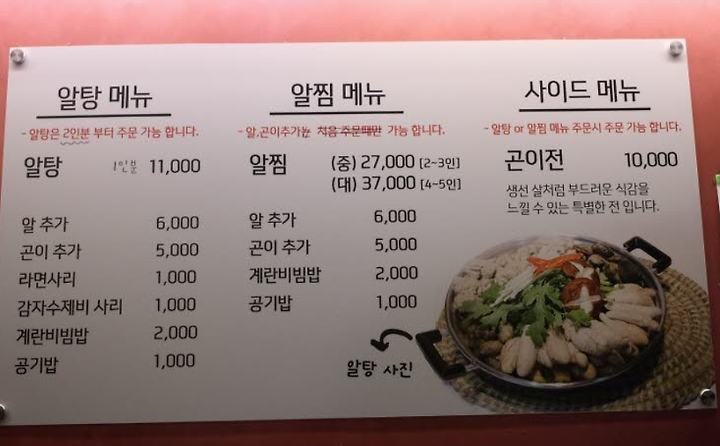 알탕 메뉴
- 알탕은 2인분 부터 주문 가능 합니다.
알탕 1인분 11,000
알 추가 6,000
곤이 추가 5,000
라면사리 1,000
감자수제비 사리 1,000
계란비빔밥 2,000
공기밥 1,000
알찜 메뉴
- 알,곤이추가는 처음 주문때만 가능 합니다.
알찜 (중) 27,000 [2~3인]
(대) 37,000 [4~5인]
알 추가 6,000
곤이 추가 5,000
계란비빔밥 2,000
공기밥 1,000
알탕 사진
사이드 메뉴
- 알탕 or 알찜 메뉴 주문시 주문 가능 합니다.
곤이전 10,000
생선 살처럼 부드러운 식감을
느낄 수 있는 특별한 전 입니다.